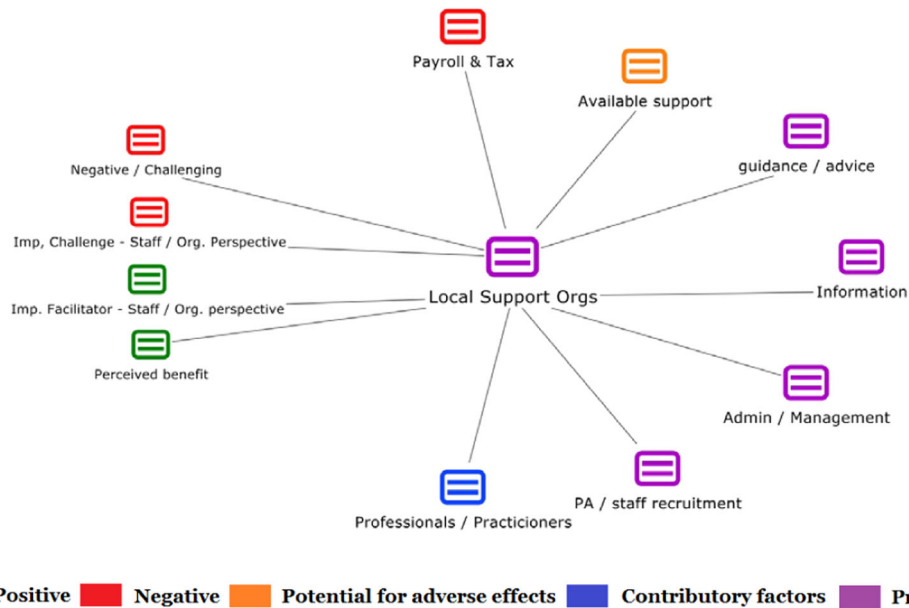 Payroll & Tax
Available support
guidance / advice
Negative / Challenging
Imp, Challenge - Staff / Org. Perspective
Local Support Orgs
Information
Imp. Facilitator - Staff / Org. perspective
Perceived benefit
Admin / Management
PA / staff recruitment
Professionals / Practicioners
Positive Negative Potential for adverse effects Contributory factors